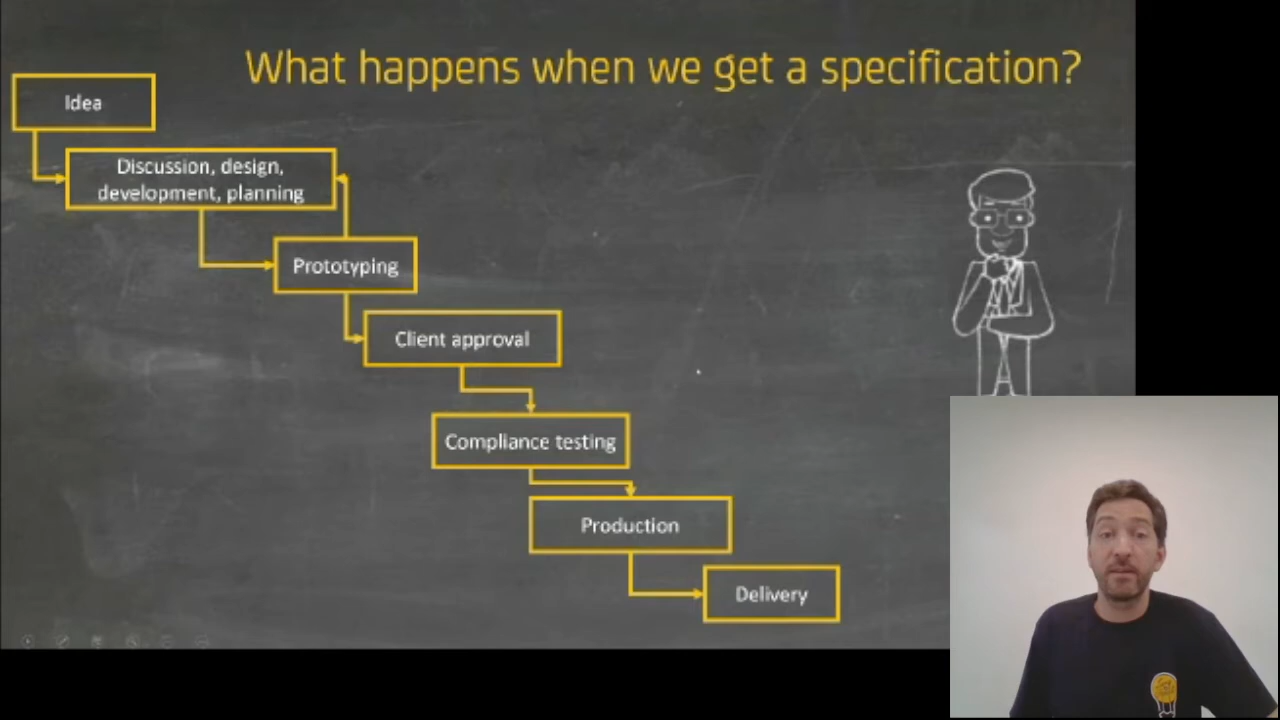 What happens when we get a specification?
Idea
Discussion, design,
development, planning
Prototyping
Client approval
Compliance testing
Production
Delivery